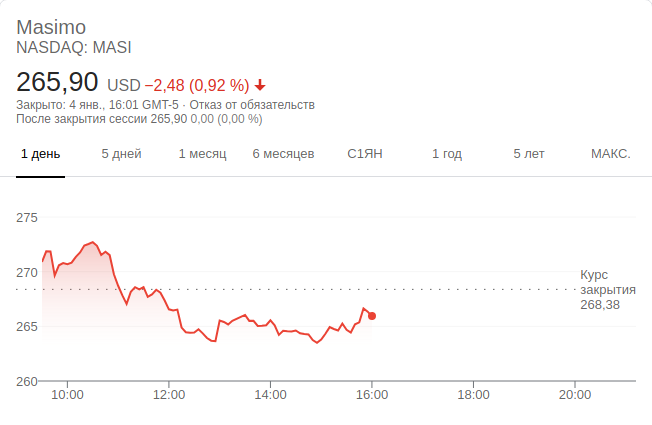 Masimo
NASDAQ: MASI
265,90 USD −2,48 (0,92 %)
Закрыто: 4 янв., 16:01 GMT-5 · Отказ от обязательств
После закрытия сессии 265,90 0,00 (0,00 %)
1 день 5 дней 1 месяц 6 месяцев С1ЯН 1 год 5 лет МАКС.
275
270
Курс
закрытия
268,38
265
260
10:00 12:00 14:00 16:00 18:00 20:00